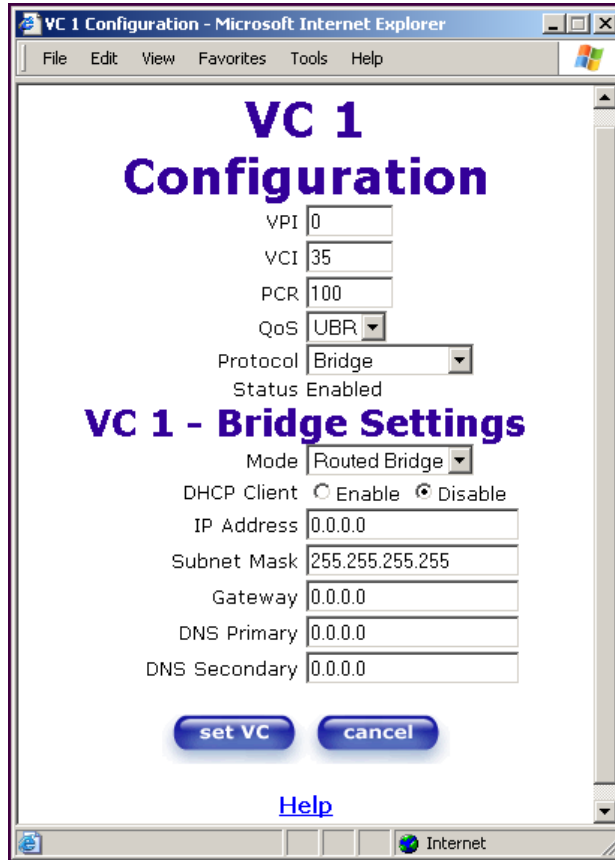 VC 1 Configuration - Microsoft Internet Explorer
File Edit View Favorites Tools Help
VC 1
Configuration
VPI 0
VCI 35
PCR 100
QoS UBR
Protocol Bridge
Status Enabled
VC 1 - Bridge Settings
Mode Routed Bridge
DHCP Client Enable Disable
IP Address 0.0.0.0
Subnet Mask 255.255.255.255
Gateway 0.0.0.0
DNS Primary 0.0.0.0
DNS Secondary 0.0.0.0
set VC cancel
Help
Internet